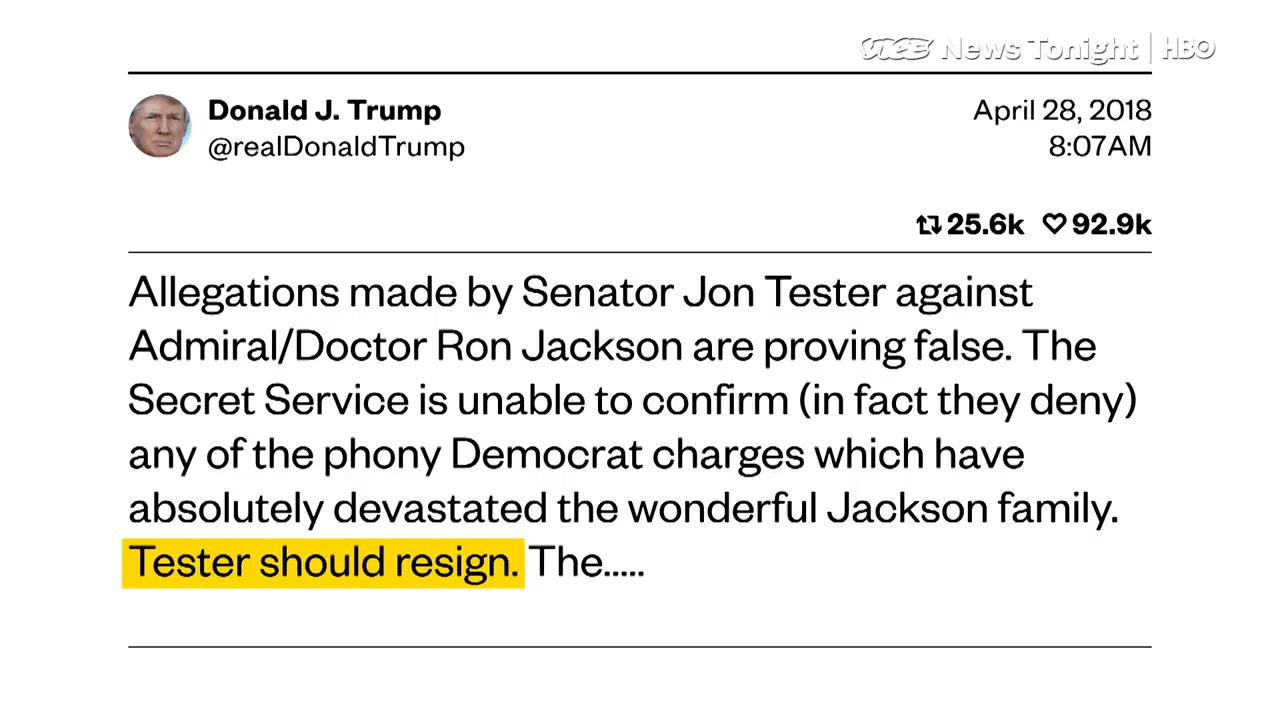 VICE News Tonight | HBO
Donald J. Trump
@realDonaldTrump
April 28, 2018
8:07AM
25.6k 92.9k
Allegations made by Senator Jon Tester against
Admiral/Doctor Ron Jackson are proving false. The
Secret Service is unable to confirm (in fact they deny)
any of the phony Democrat charges which have
absolutely devastated the wonderful Jackson family.
Tester should resign. The.....